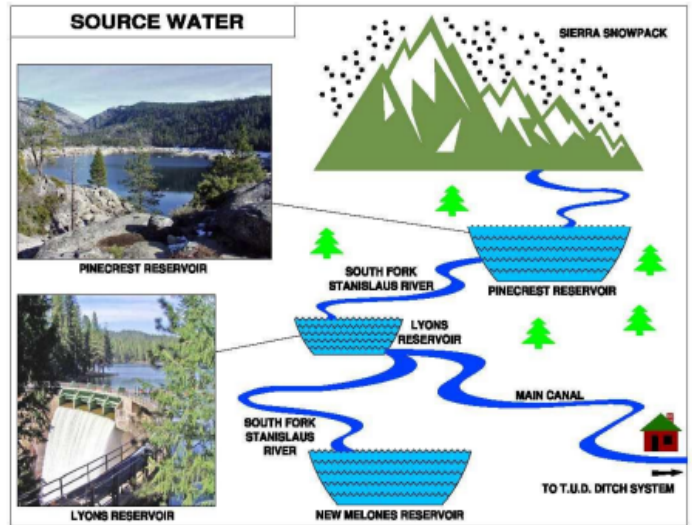 SOURCE WATER
SIERRA SNOWPACK
PINECREST RESERVOIR
SOUTH FORK
STANISLAUS RIVER
PINECREST RESERVOIR
LYONS
RESERVOIR
MAIN CANAL
SOUTH FORK
STANISLAUS
RIVER
TO T.U.D. DITCH SYSTEM
LYONS RESERVOIR
NEW MELONES RESERVOIR